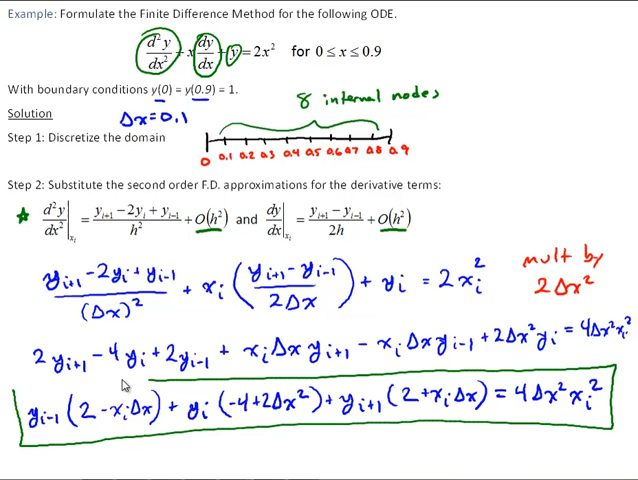 Example: Formulate the Finite Difference Method for the following ODE.
d²y/dx² + x dy/dx + y = 2x² for 0 ≤ x ≤ 0.9
With boundary conditions y(0) = y(0.9) = 1.
8 internal nodes
Solution
Δx=0.1
Step 1: Discretize the domain
0 0.1 0.2 0.3 0.4 0.5 0.6 0.7 0.8 0.9
Step 2: Substitute the second order F.D. approximations for the derivative terms:
d²y/dx²|xᵢ = (yᵢ₊₁ − 2yᵢ + yᵢ₋₁)/h² + O(h²) and dy/dx|xᵢ = (yᵢ₊₁ − yᵢ₋₁)/2h + O(h²)
(yᵢ₊₁ − 2yᵢ + yᵢ₋₁)/(Δx)² + xᵢ((yᵢ₊₁ − yᵢ₋₁)/2Δx) + yᵢ = 2xᵢ²
mult by
2Δx²
2yᵢ₊₁ − 4yᵢ + 2yᵢ₋₁ + xᵢΔx yᵢ₊₁ − xᵢΔx yᵢ₋₁ + 2Δx²yᵢ = 4Δx²xᵢ²
yᵢ₋₁(2 − xᵢΔx) + yᵢ(−4 + 2Δx²) + yᵢ₊₁(2 + xᵢΔx) = 4Δx²xᵢ²